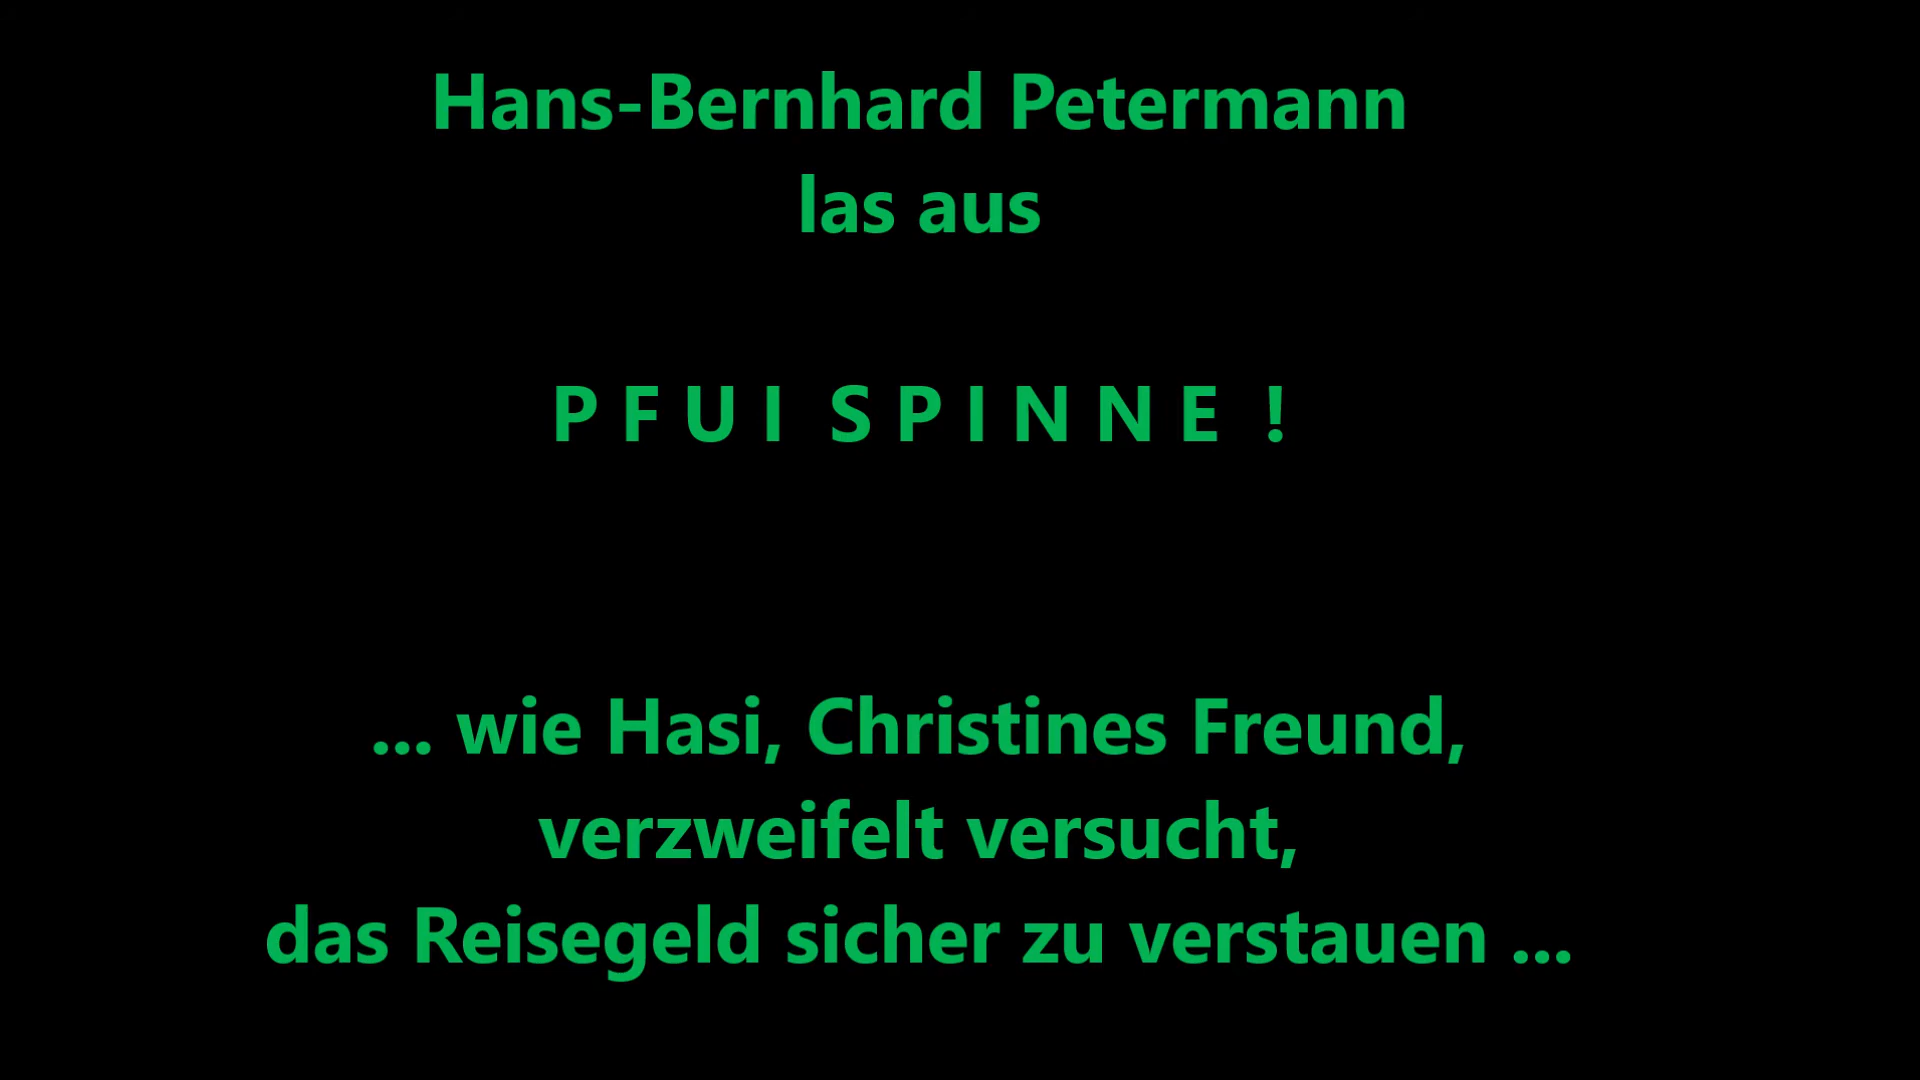 Hans-Bernhard Petermann
las aus
P F U I  S P I N N E  !
... wie Hasi, Christines Freund,
verzweifelt versucht,
das Reisegeld sicher zu verstauen ...